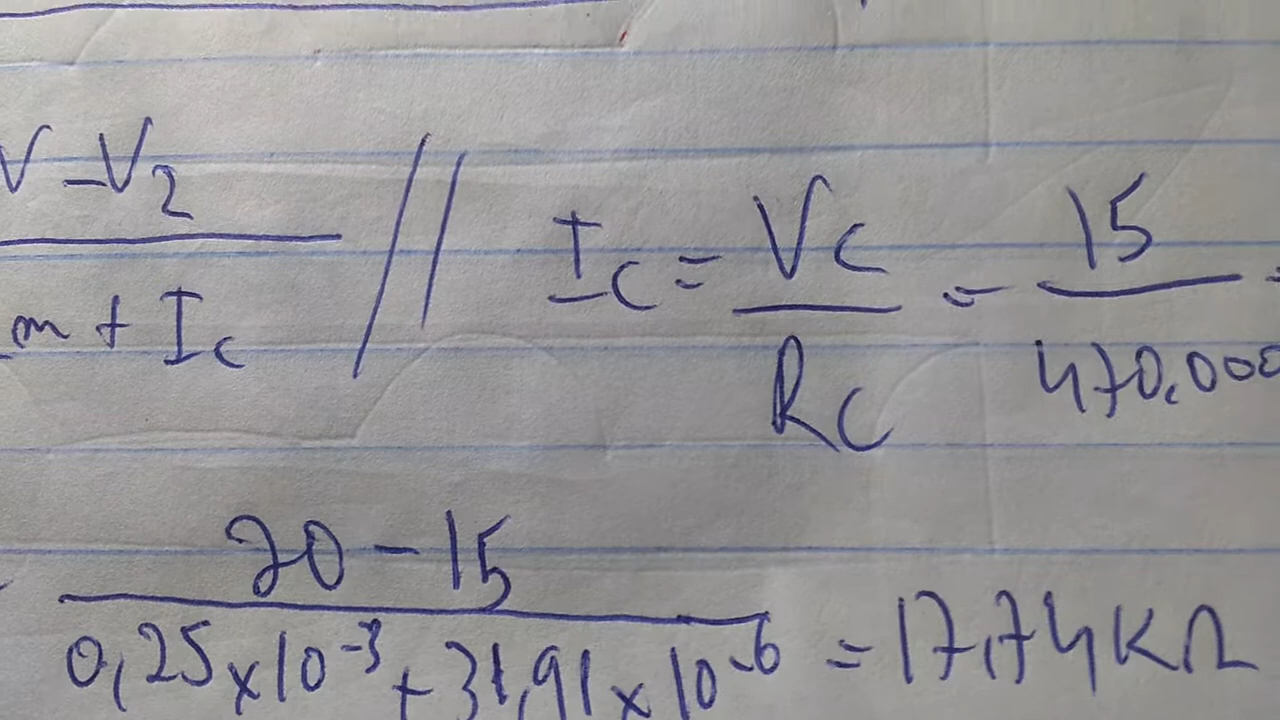 V - V2 // Ic = Vc / Rc = 15 / 470.000 =
m + Ic
20 - 15 / 0,25 x 10^-3 + 31,91 x 10^-6 = 17,74 KΩ